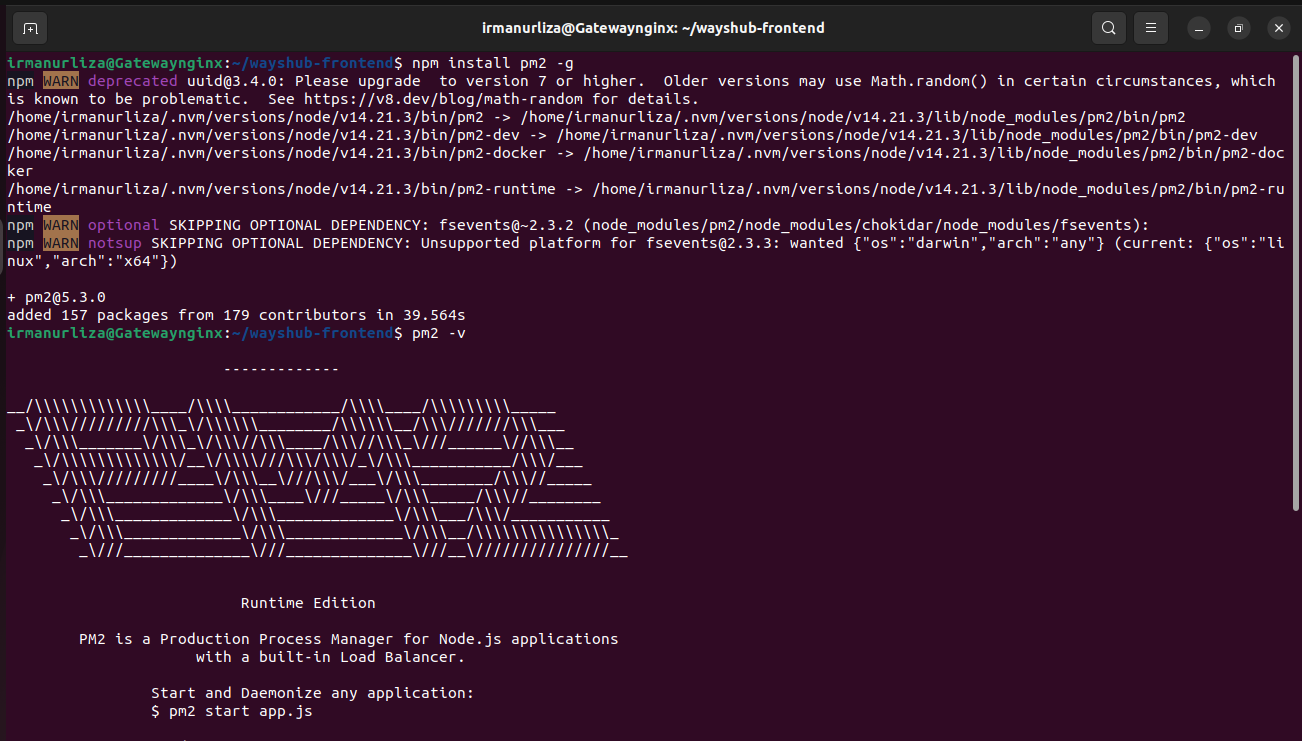 irmanurliza@Gatewaynginx: ~/wayshub-frontend
irmanurliza@Gatewaynginx:~/wayshub-frontend$ npm install pm2 -g
npm WARN deprecated uuid@3.4.0: Please upgrade  to version 7 or higher.  Older versions may use Math.random() in certain circumstances, which
is known to be problematic.  See https://v8.dev/blog/math-random for details.
/home/irmanurliza/.nvm/versions/node/v14.21.3/bin/pm2 -> /home/irmanurliza/.nvm/versions/node/v14.21.3/lib/node_modules/pm2/bin/pm2
/home/irmanurliza/.nvm/versions/node/v14.21.3/bin/pm2-dev -> /home/irmanurliza/.nvm/versions/node/v14.21.3/lib/node_modules/pm2/bin/pm2-dev
/home/irmanurliza/.nvm/versions/node/v14.21.3/bin/pm2-docker -> /home/irmanurliza/.nvm/versions/node/v14.21.3/lib/node_modules/pm2/bin/pm2-doc
ker
/home/irmanurliza/.nvm/versions/node/v14.21.3/bin/pm2-runtime -> /home/irmanurliza/.nvm/versions/node/v14.21.3/lib/node_modules/pm2/bin/pm2-ru
ntime
npm WARN optional SKIPPING OPTIONAL DEPENDENCY: fsevents@~2.3.2 (node_modules/pm2/node_modules/chokidar/node_modules/fsevents):
npm WARN notsup SKIPPING OPTIONAL DEPENDENCY: Unsupported platform for fsevents@2.3.3: wanted {"os":"darwin","arch":"any"} (current: {"os":"li
nux","arch":"x64"})
+ pm2@5.3.0
added 157 packages from 179 contributors in 39.564s
irmanurliza@Gatewaynginx:~/wayshub-frontend$ pm2 -v
-------------
__/\\\\\\\\\\\\\____/\\\\____________/\\\\____/\\\\\\\\\_____
_\/\\\/////////\\\_\/\\\\\\________/\\\\\\__/\\\///////\\\___
_\/\\\_______\/\\\_\/\\\//\\\____/\\\//\\\_\///______\//\\\__
_\/\\\\\\\\\\\\\/__\/\\\\///\\\/\\\/_\/\\\___________/\\\/___
_\/\\\/////////____\/\\\__\///\\\/___\/\\\________/\\\//_____
_\/\\\_____________\/\\\____\///_____\/\\\_____/\\\//________
_\/\\\_____________\/\\\_____________\/\\\___/\\\/___________
_\/\\\_____________\/\\\_____________\/\\\__/\\\\\\\\\\\\\\\_
_\///______________\///______________\///__\///////////////__
Runtime Edition
PM2 is a Production Process Manager for Node.js applications
with a built-in Load Balancer.
Start and Daemonize any application:
$ pm2 start app.js